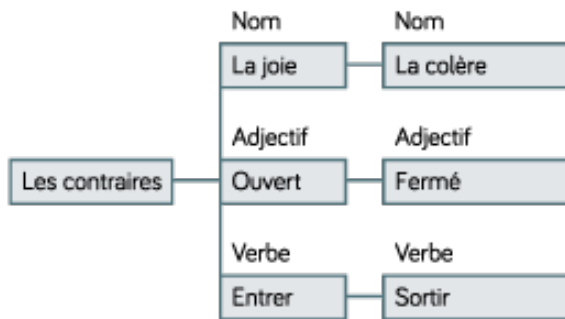 Nom Nom
La joie La colère
Adjectif Adjectif
Les contraires Ouvert Fermé
Verbe Verbe
Entrer Sortir